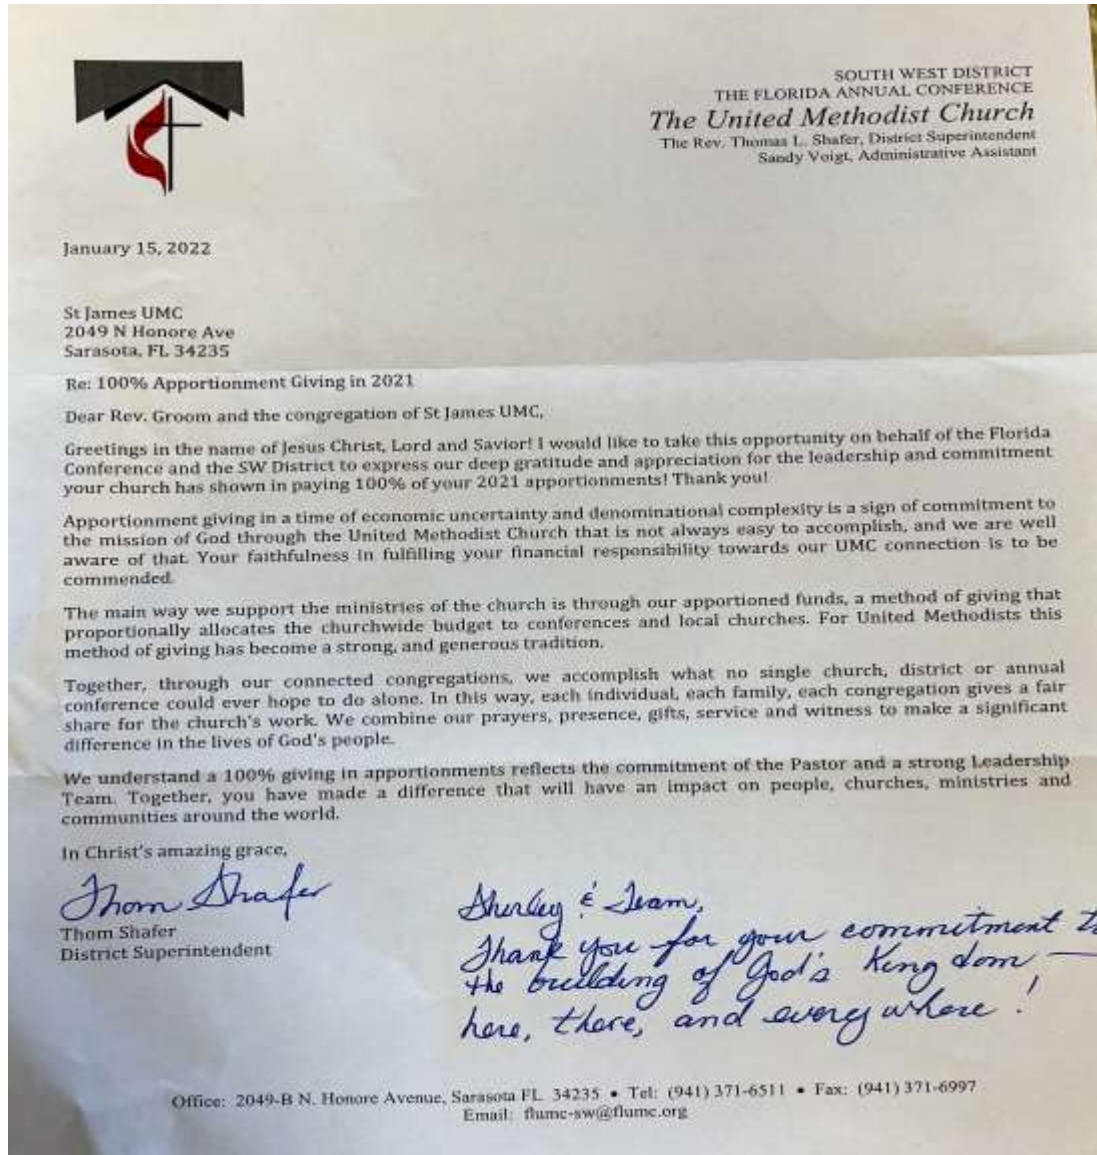 SOUTH WEST DISTRICT
THE FLORIDA ANNUAL CONFERENCE
The United Methodist Church
The Rev. Thomas L. Shafer, District Superintendent
Sandy Voigt, Administrative Assistant
January 15, 2022
St James UMC
2049 N Honore Ave
Sarasota, FL 34235
Re: 100% Apportionment Giving in 2021
Dear Rev. Groom and the congregation of St James UMC,
Greetings in the name of Jesus Christ, Lord and Savior! I would like to take this opportunity on behalf of the Florida
Conference and the SW District to express our deep gratitude and appreciation for the leadership and commitment
your church has shown in paying 100% of your 2021 apportionments! Thank you!
Apportionment giving in a time of economic uncertainty and denominational complexity is a sign of commitment to
the mission of God through the United Methodist Church that is not always easy to accomplish, and we are well
aware of that. Your faithfulness in fulfilling your financial responsibility towards our UMC connection is to be
commended.
The main way we support the ministries of the church is through our apportioned funds, a method of giving that
proportionally allocates the churchwide budget to conferences and local churches. For United Methodists this
method of giving has become a strong, and generous tradition.
Together, through our connected congregations, we accomplish what no single church, district or annual
conference could ever hope to do alone. In this way, each individual, each family, each congregation gives a fair
share for the church's work. We combine our prayers, presence, gifts, service and witness to make a significant
difference in the lives of God's people.
We understand a 100% giving in apportionments reflects the commitment of the Pastor and a strong Leadership
Team. Together, you have made a difference that will have an impact on people, churches, ministries and
communities around the world.
In Christ's amazing grace,
Thom Shafer
Thom Shafer
District Superintendent
Sherley & Team,
Thank you for your commitment to
the building of God's Kingdom —
here, there, and everywhere!
Office: 2049-B N. Honore Avenue, Sarasota FL 34235 • Tel: (941) 371-6511 • Fax: (941) 371-6997
Email: flumc-sw@flumc.org